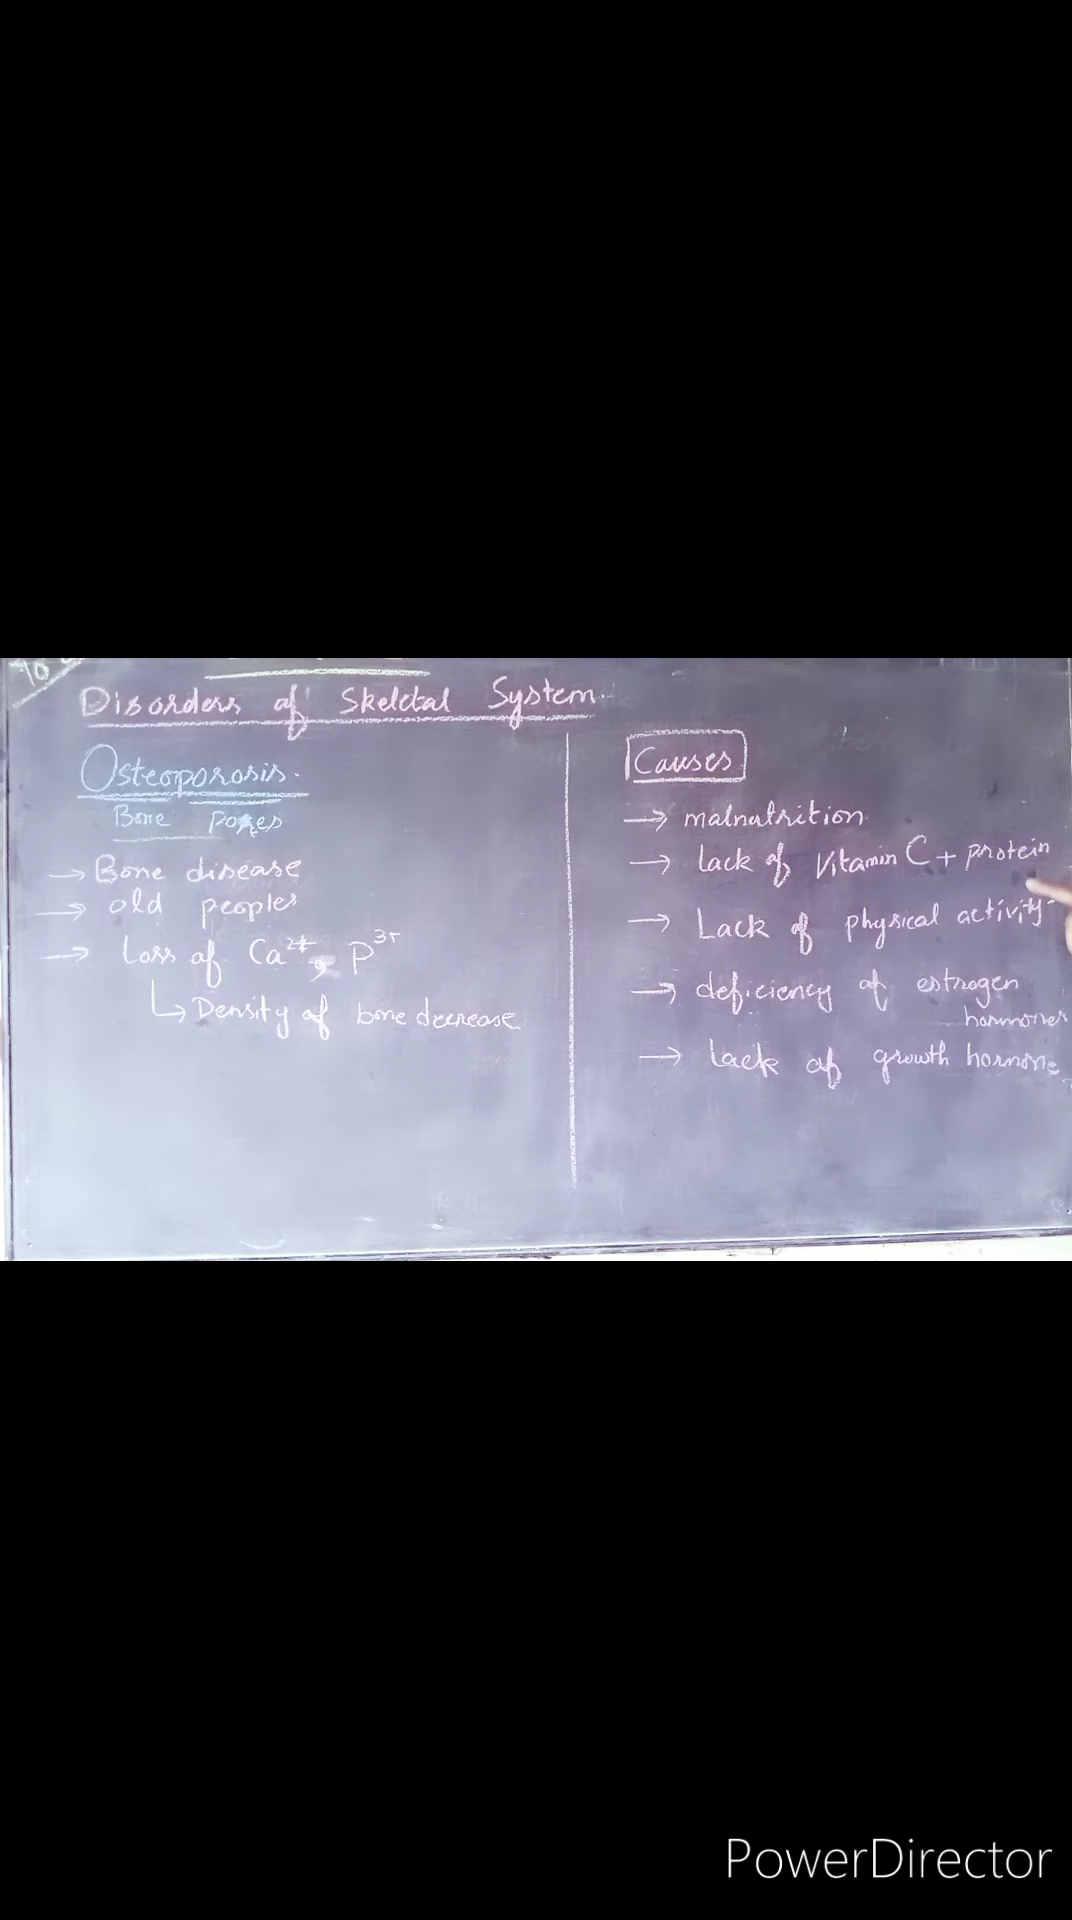 Disorders of Skeletal System.
Osteoporosis.
Bone pores
→ Bone disease
→ old peoples
→ Loss of Ca²⁺, P³⁺
↳ Density of bone decrease
Causes
→ malnutrition
→ lack of Vitamin C + protein
→ Lack of physical activity
→ deficiency of estrogen
hormones
→ Lack of growth hormone
PowerDirector